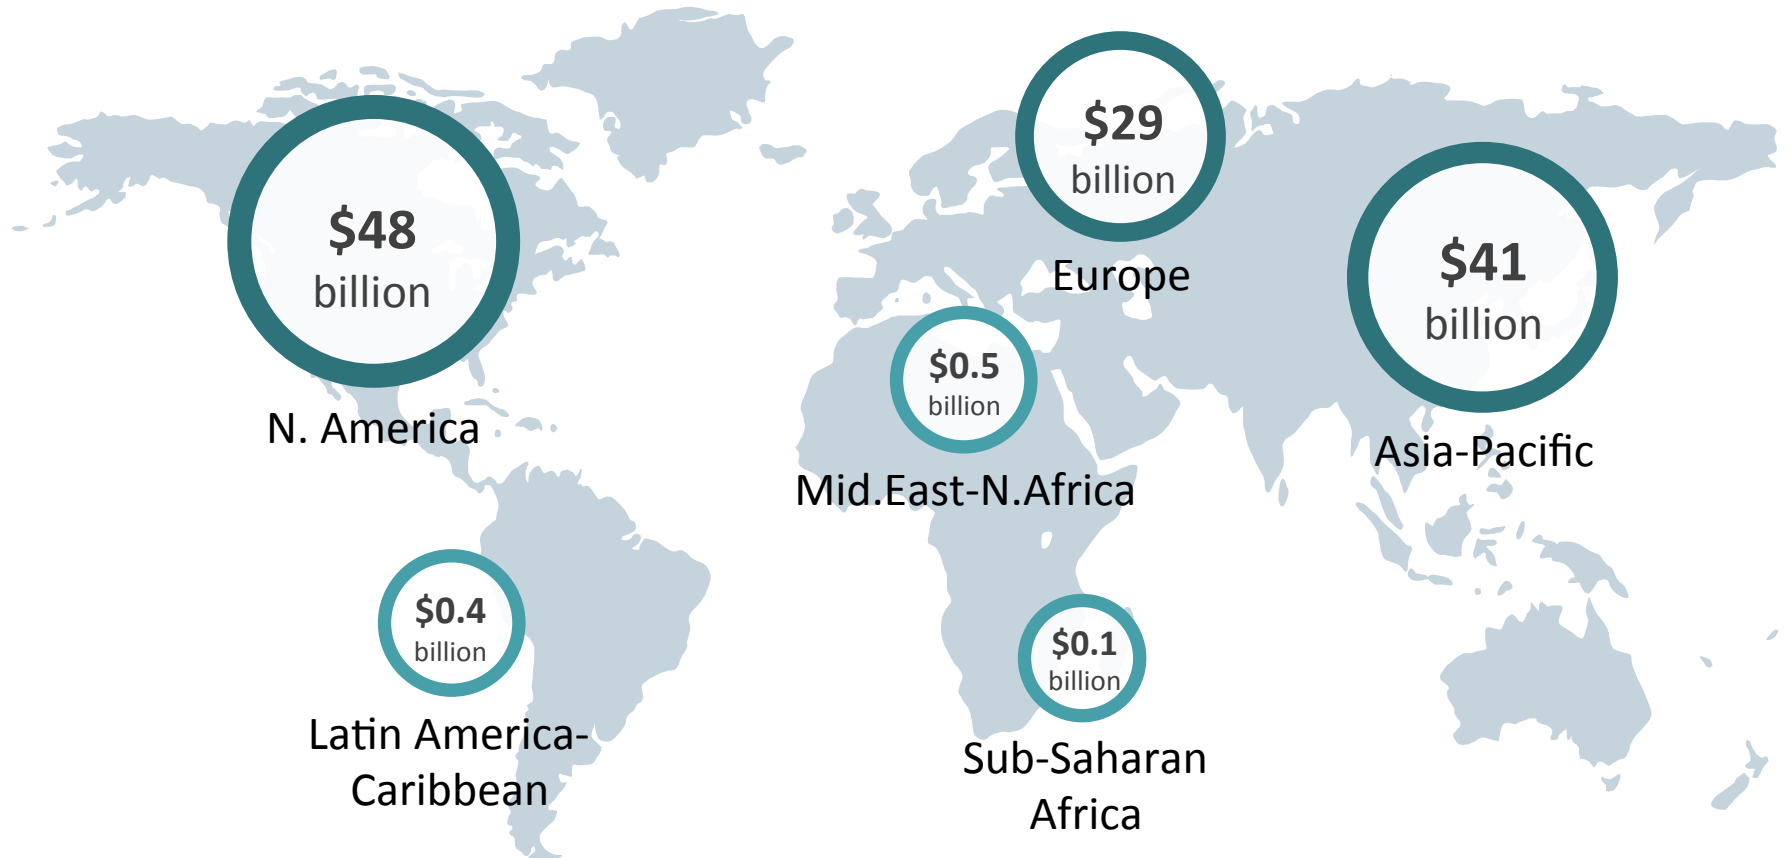 $48
billion
N. America
$29
billion
Europe
$41
billion
Asia-Pacific
$0.5
billion
Mid.East-N.Africa
$0.4
billion
Latin America-
Caribbean
$0.1
billion
Sub-Saharan
Africa